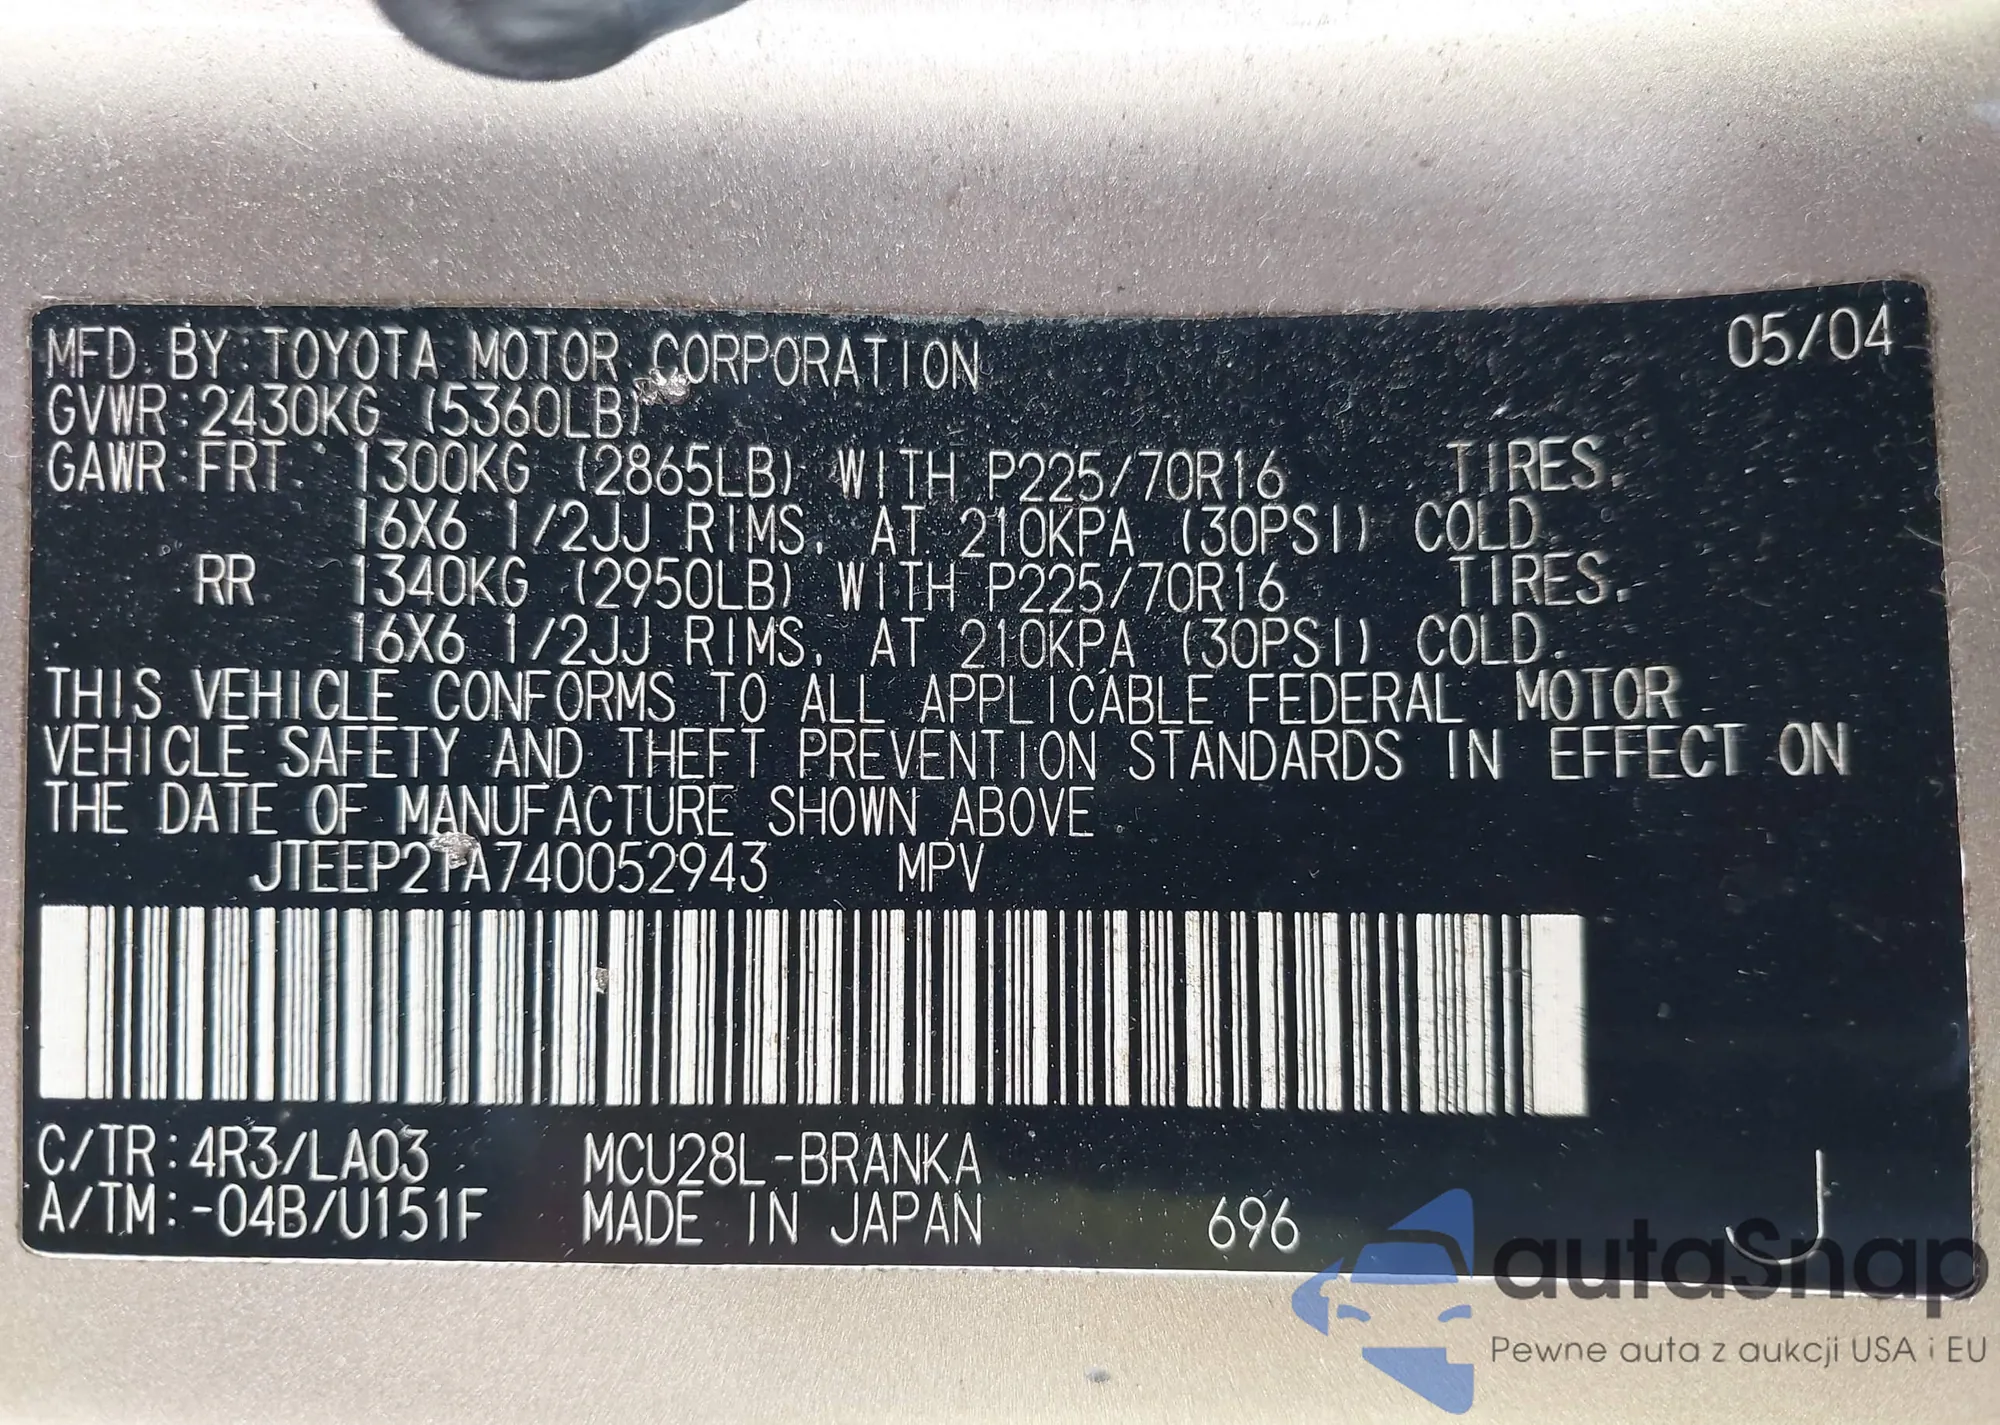 MFD. BY:TOYOTA MOTOR CORPORATION 05/04
GVWR:2430KG (5360LB)
GAWR:FRT. 1300KG (2865LB) WITH P225/70R16 TIRES.
16X6 1/2JJ RIMS. AT 210KPA (30PSI) COLD.
RR 1340KG (2950LB) WITH P225/70R16 TIRES.
16X6 1/2JJ RIMS. AT 210KPA (30PSI) COLD.
THIS VEHICLE CONFORMS TO ALL APPLICABLE FEDERAL MOTOR
VEHICLE SAFETY AND THEFT PREVENTION STANDARDS IN EFFECT ON
THE DATE OF MANUFACTURE SHOWN ABOVE
JTEEP21A740052943 MPV
C/TR:4R3/LA03 MCU28L-BRANKA
A/TM:-04B/U151F MADE IN JAPAN 696 J
autaSnap
Pewne auta z aukcji USA i EU